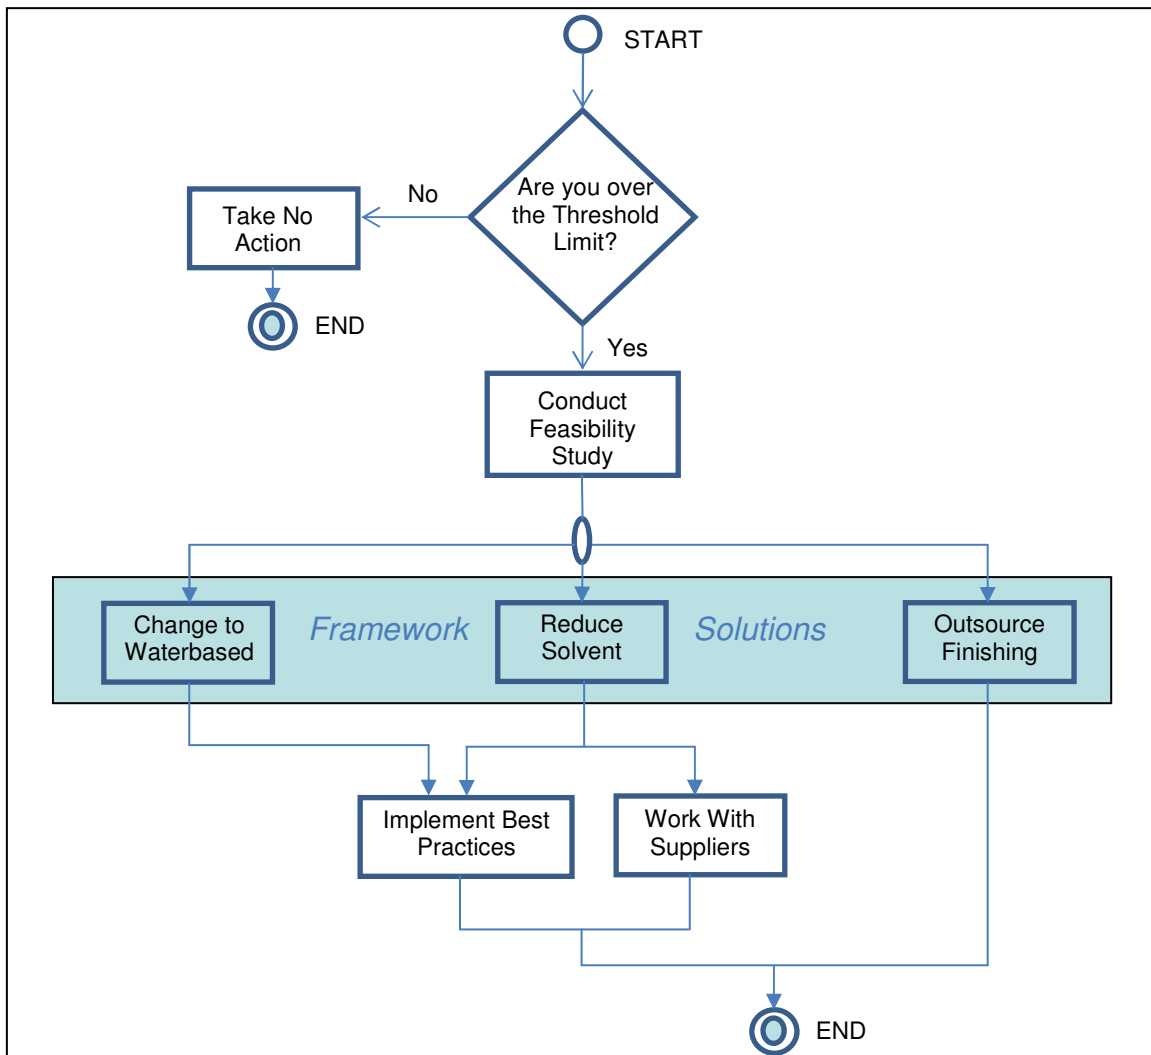 START
Are you over
the Threshold
Limit?
No
Take No
Action
END
Yes
Conduct
Feasibility
Study
Change to
Waterbased
Framework
Reduce
Solvent
Solutions
Outsource
Finishing
Implement Best
Practices
Work With
Suppliers
END